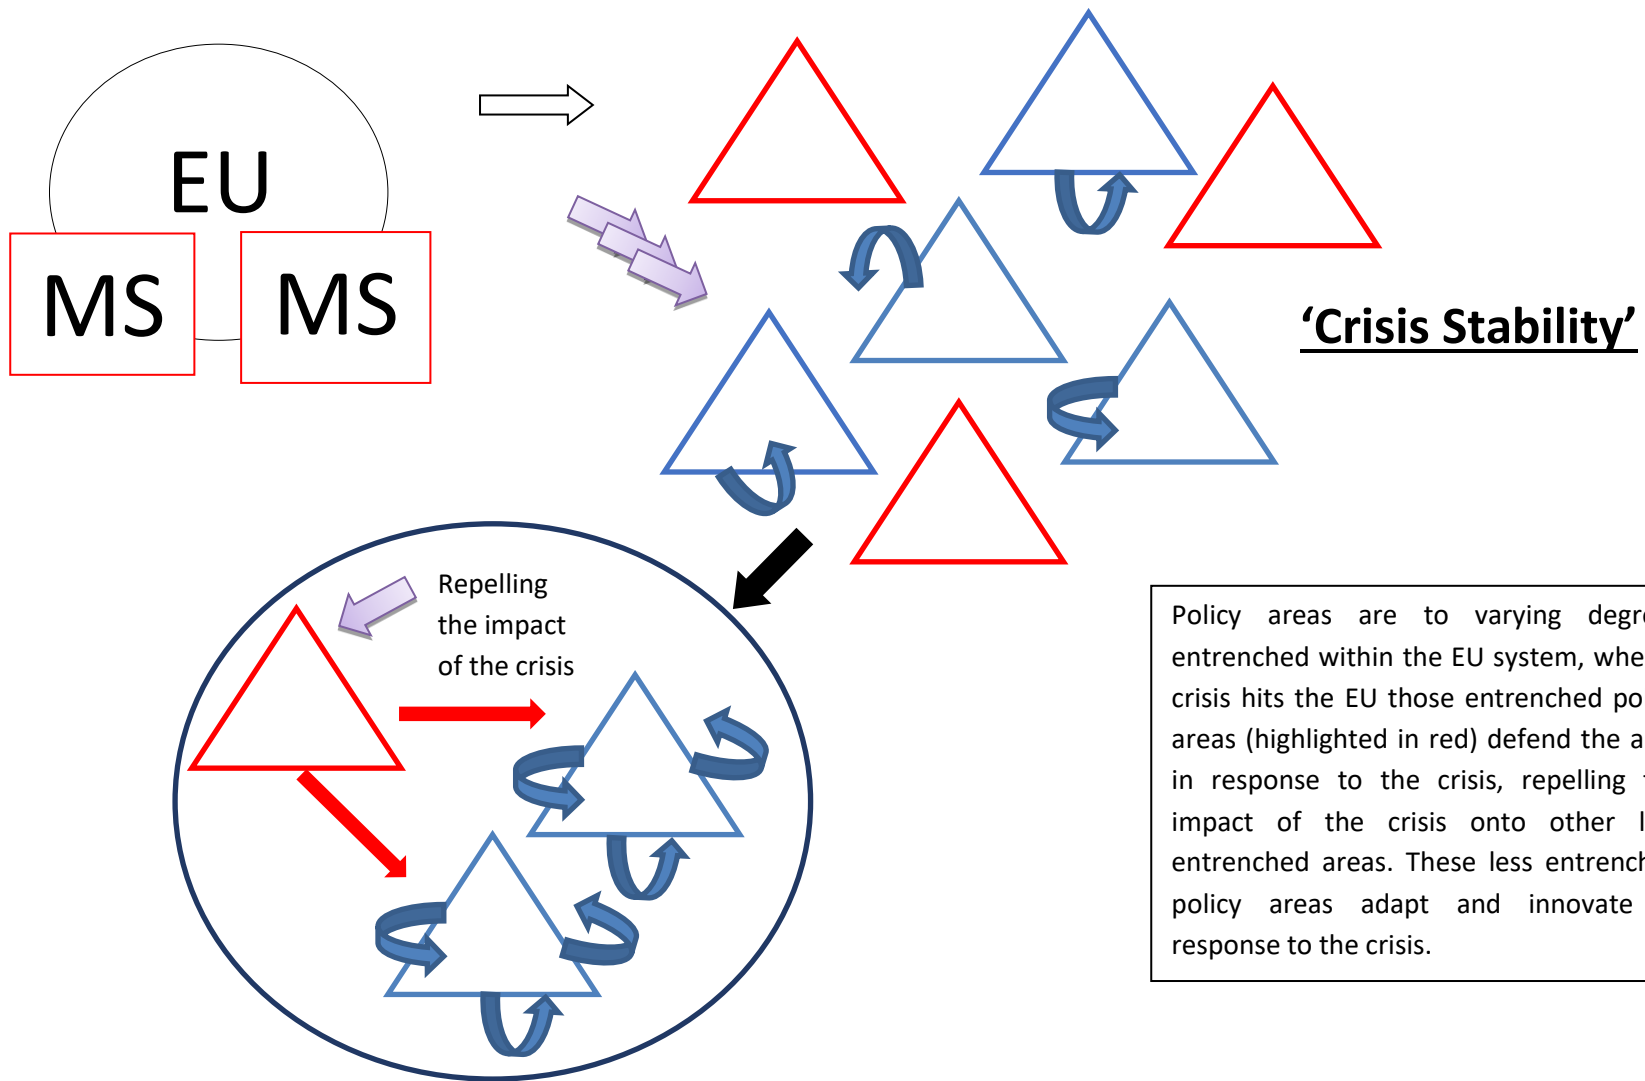 EU
MS
MS
‘Crisis Stability’
Repelling
the impact
of the crisis
Policy areas are to varying
entrenched within the EU system,
crisis hits the EU those entrenched
areas (highlighted in red) defend the
in response to the crisis, repelling
impact of the crisis onto other
entrenched areas. These less
policy areas adapt and innovate
response to the crisis.